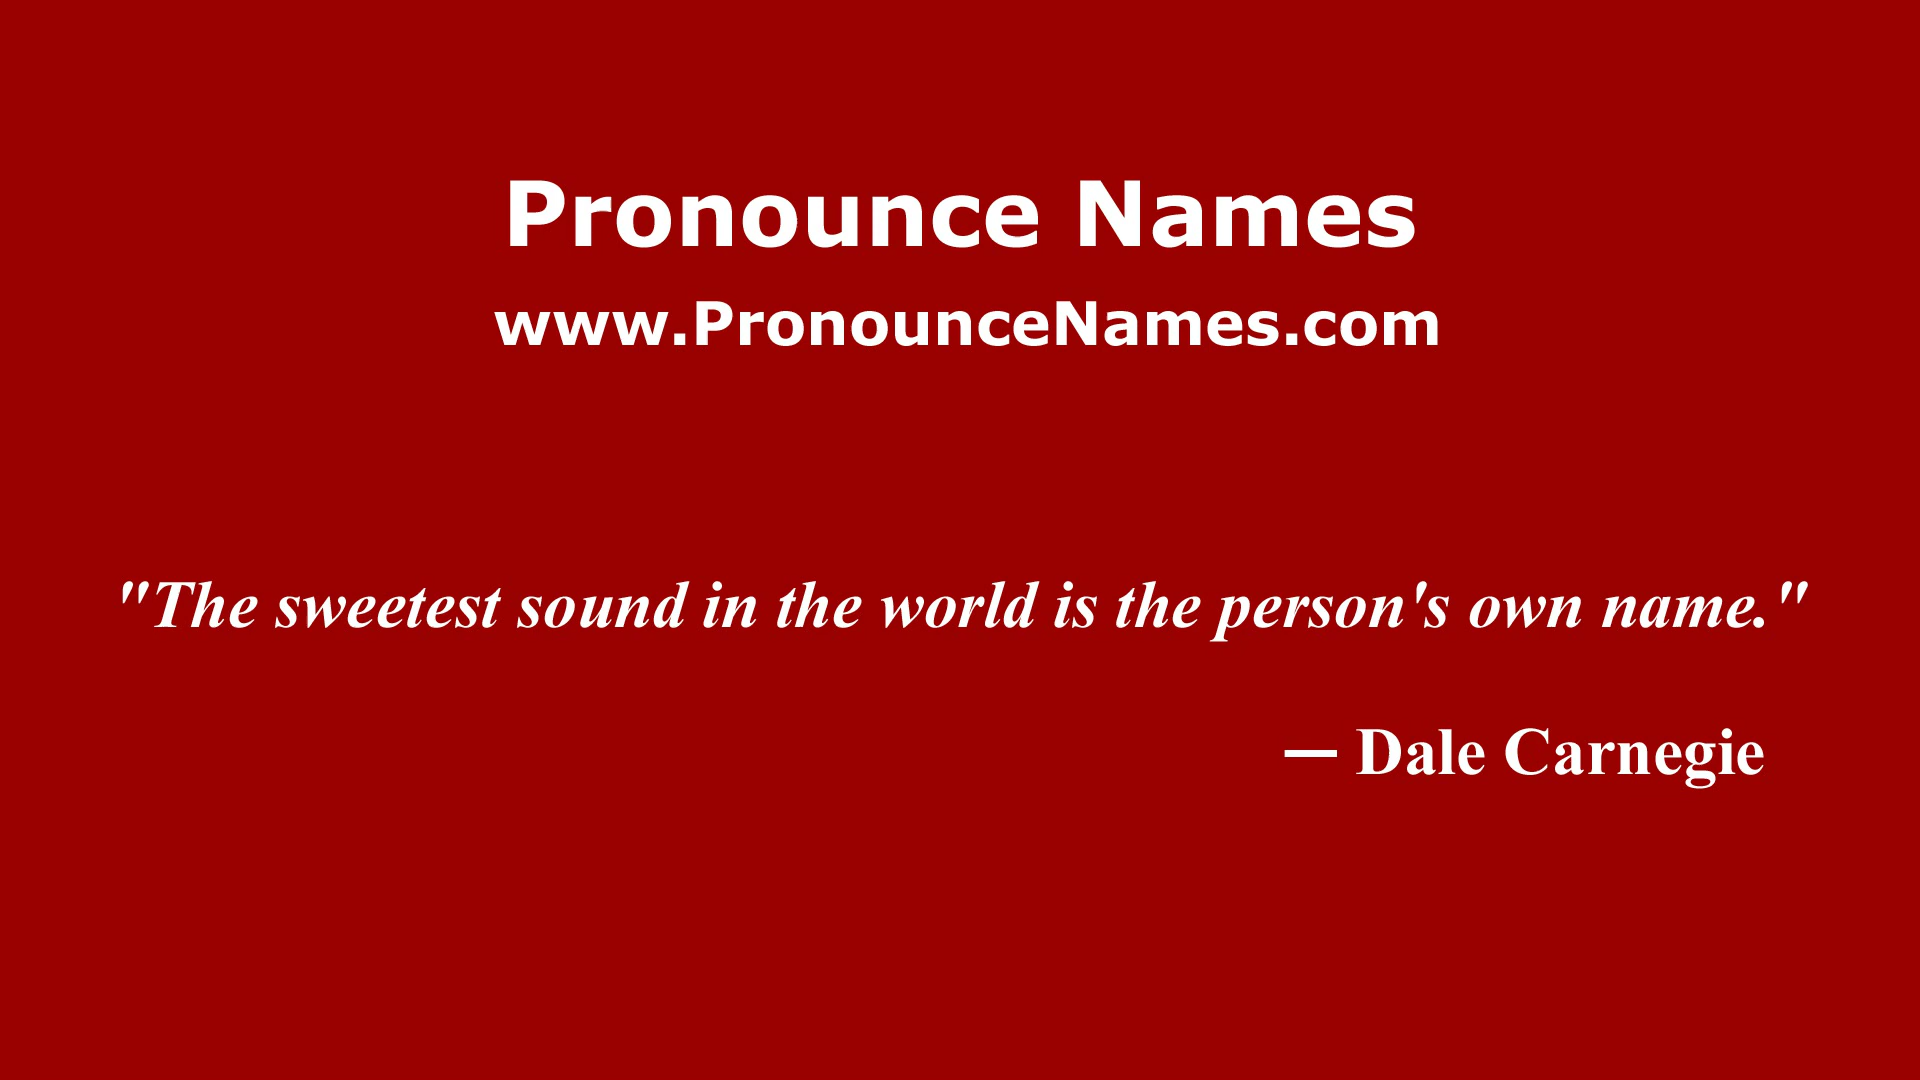 Pronounce Names
www.PronounceNames.com
"The sweetest sound in the world is the person's own name."
— Dale Carnegie